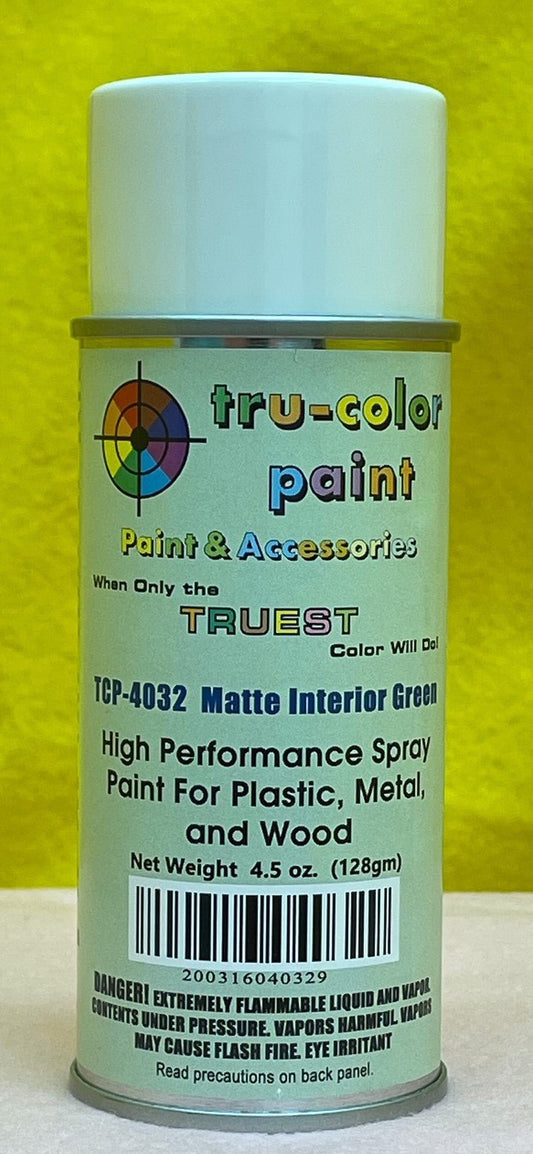 tru-color
paint
Paint & Accessories
When Only the
TRUEST
Color Will Do!
TCP-4032 Matte Interior Green
High Performance Spray
Paint For Plastic, Metal,
and Wood
Net Weight 4.5 oz. (128gm)
200316040329
DANGER! EXTREMELY FLAMMABLE LIQUID AND VAPOR.
CONTENTS UNDER PRESSURE. VAPORS HARMFUL. VAPORS
MAY CAUSE FLASH FIRE. EYE IRRITANT
Read precautions on back panel.